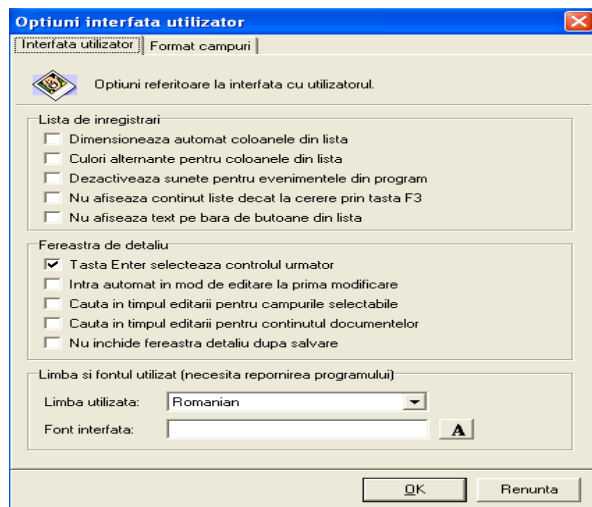 Optiuni interfata utilizator
Interfata utilizator Format campuri
Optiuni referitoare la interfata cu utilizatorul.
Lista de inregistrari
Dimensioneaza automat coloanele din lista
Culori alternante pentru coloanele din lista
Dezactiveaza sunete pentru evenimentele din program
Nu afiseaza continut liste decat la cerere prin tasta F3
Nu afiseaza text pe bara de butoane din lista
Fereastra de detaliu
Tasta Enter selecteaza controlul urmator
Intra automat in mod de editare la prima modificare
Cauta in timpul editarii pentru campurile selectabile
Cauta in timpul editarii pentru continutul documentelor
Nu inchide fereastra detaliu dupa salvare
Limba si fontul utilizat (necesita repornirea programului)
Limba utilizata: Romanian
Font interfata: A
OK Renunta